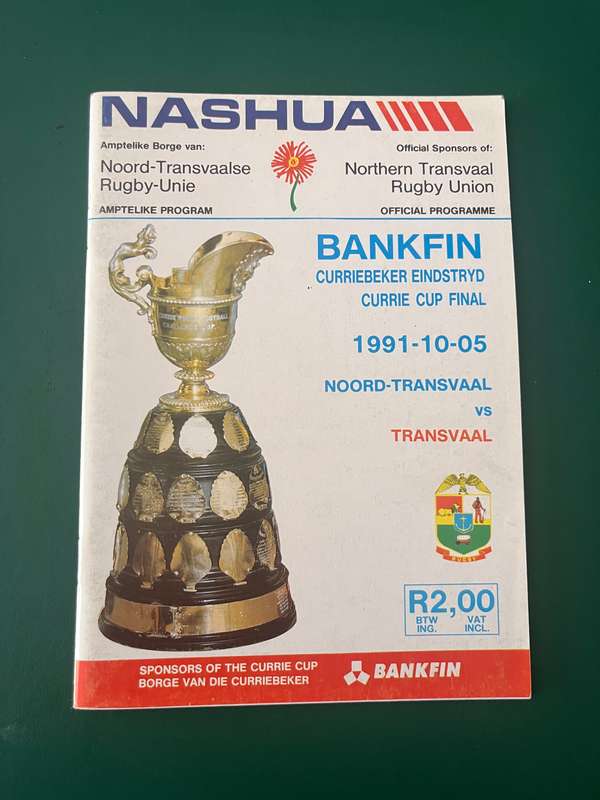 NASHUA
Amptelike Borge van:
Noord-Transvaalse
Rugby-Unie
AMPTELIKE PROGRAM
Official Sponsors of:
Northern Transvaal
Rugby Union
OFFICIAL PROGRAMME
BANKFIN
CURRIEBEKER EINDSTRYD
CURRIE CUP FINAL
1991-10-05
NOORD-TRANSVAAL
vs
TRANSVAAL
RUGBY
R2,00
BTW VAT
ING. INCL.
SPONSORS OF THE CURRIE CUP
BORGE VAN DIE CURRIEBEKER
BANKFIN